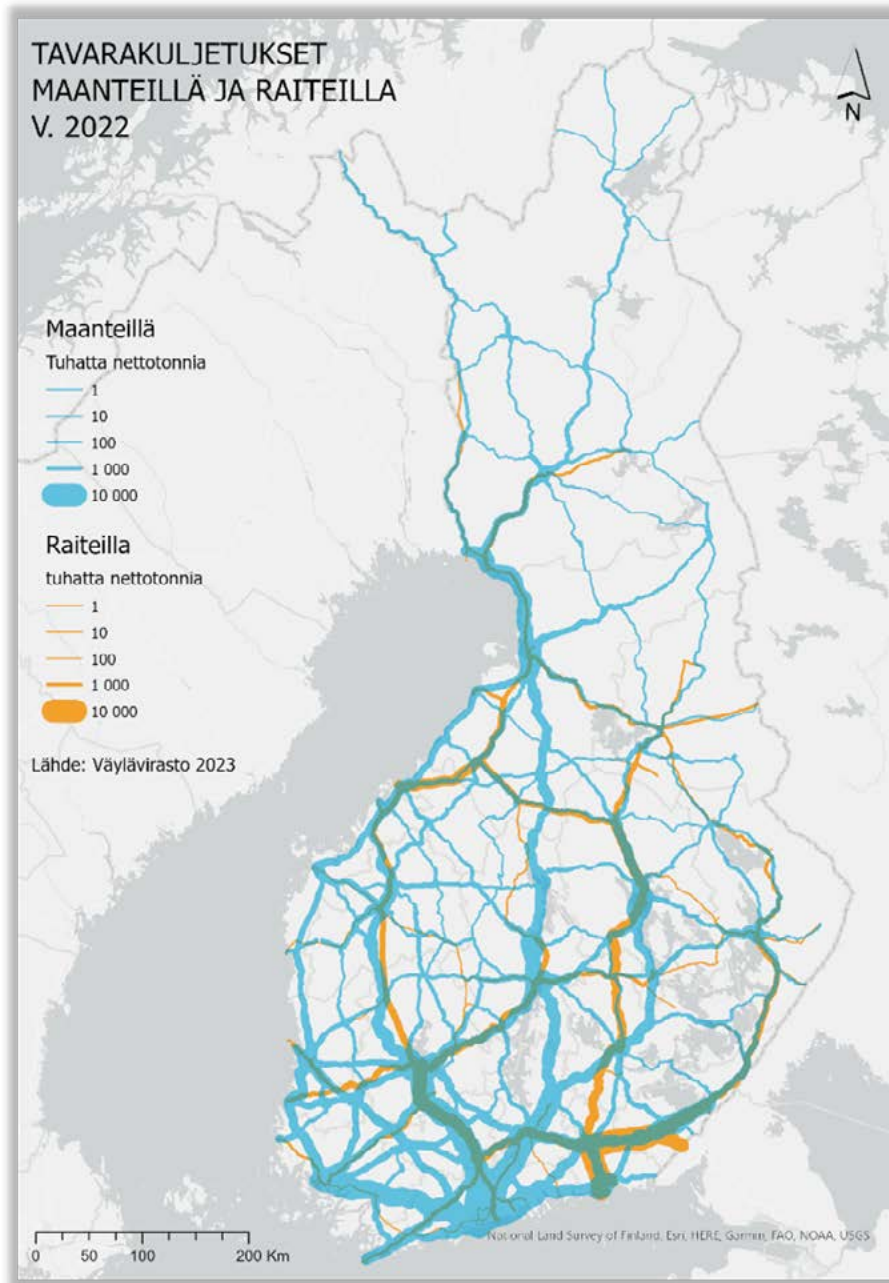 TAVARAKULJETUKSET
MAANTEILLÄ JA RAITEILLA
V. 2022
N
Maanteillä
Tuhatta nettotonnia
1
10
100
1 000
10 000
Raiteilla
tuhatta nettotonnia
1
10
100
1 000
10 000
Lähde: Väylävirasto 2023
National Land Survey of Finland, Esri, HERE, Garmin, FAO, NOAA, USGS
0 50 100 200 Km